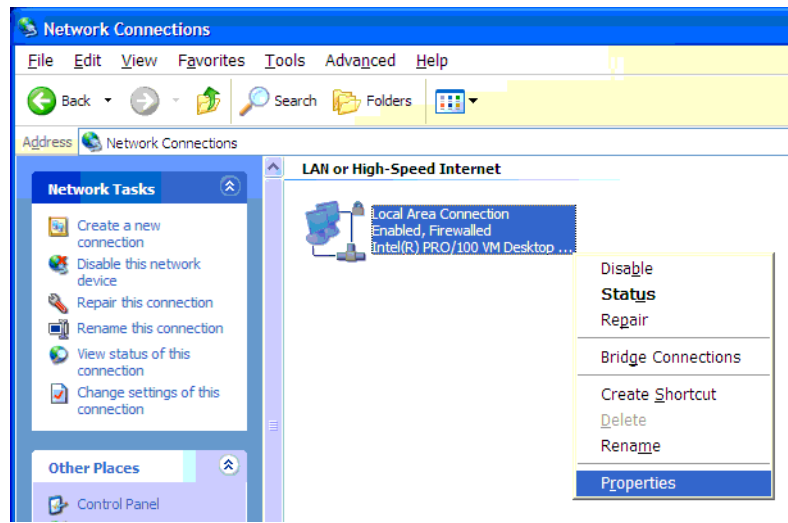 Network Connections
File Edit View Favorites Tools Advanced Help
Back Search Folders
Address Network Connections
Network Tasks
Create a new
connection
Disable this network
device
Repair this connection
Rename this connection
View status of this
connection
Change settings of this
connection
Other Places
Control Panel
LAN or High-Speed Internet
Local Area Connection
Enabled, Firewalled
Intel(R) PRO/100 VM Desktop ...
Disable
Status
Repair
Bridge Connections
Create Shortcut
Delete
Rename
Properties